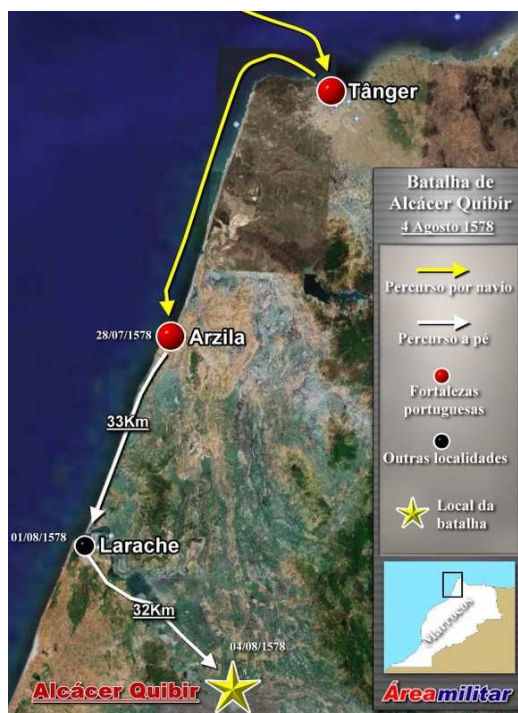 Tânger
Batalha de
Alcácer Quibir
4 Agosto 1578
Percurso por navio
28/07/1578
Arzila
Percurso a pé
33Km
Fortalezas
portuguesas
Outras localidades
01/08/1578
Larache
Local da
batalha
32Km
04/08/1578
Marrocos
Alcácer Quibir
Áreamilitar